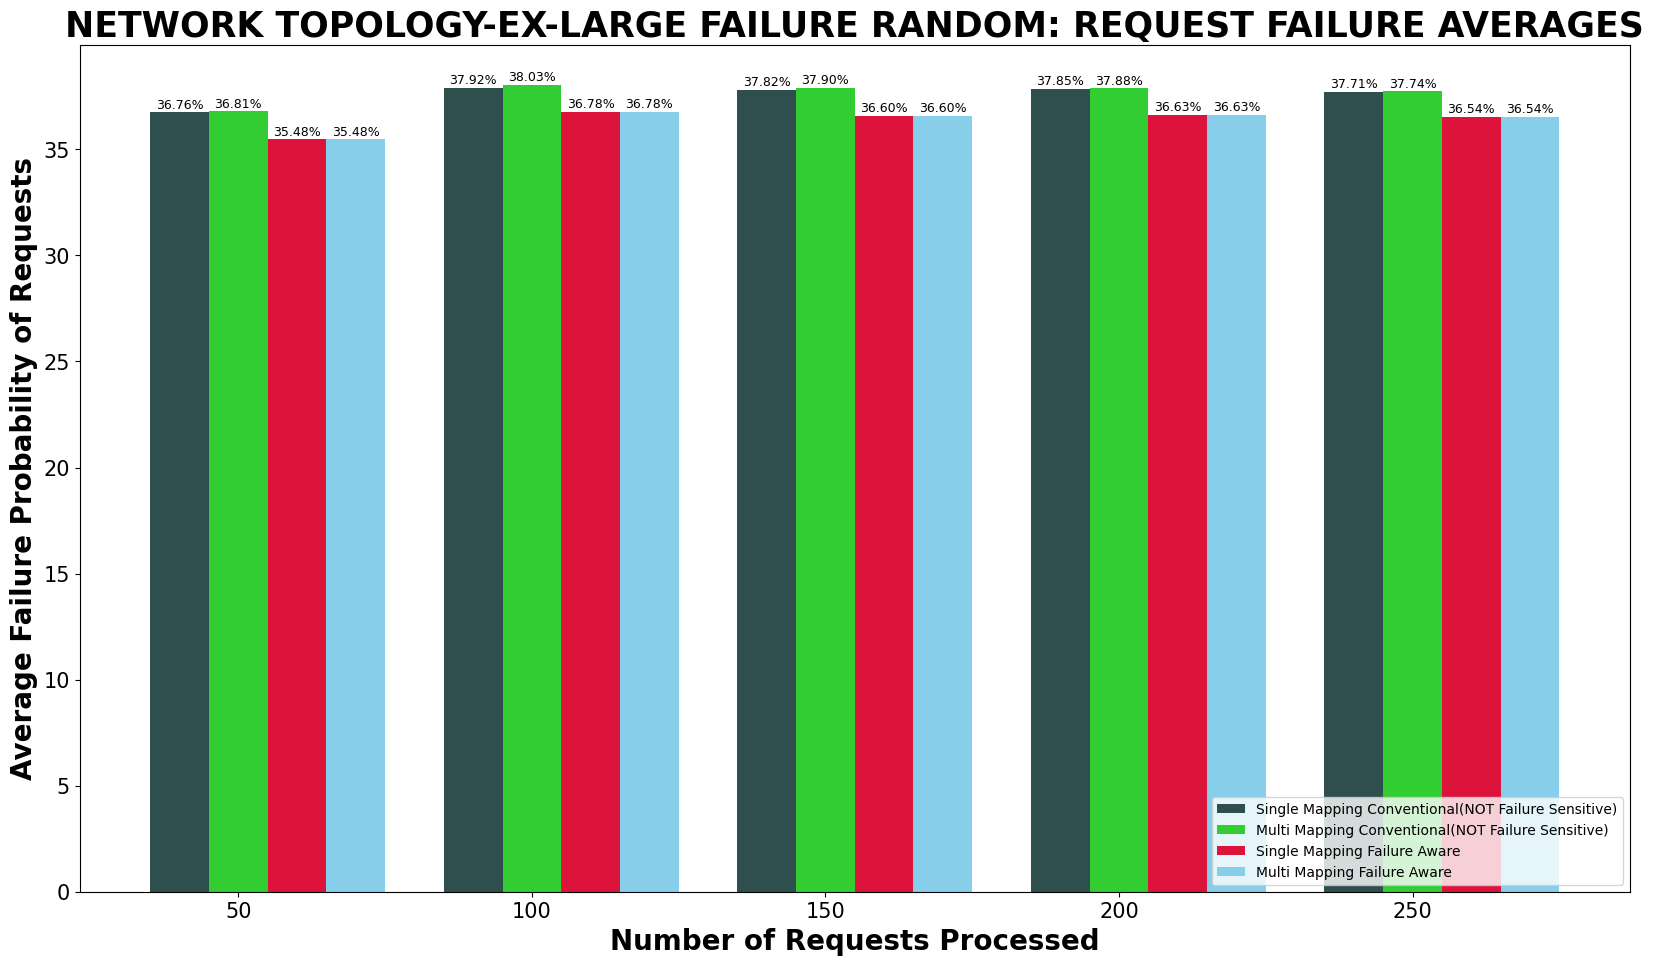 NETWORK TOPOLOGY-EX-LARGE FAILURE RANDOM: REQUEST FAILURE AVERAGES
Average Failure Probability of Requests
35
30
25
20
15
10
5
0
36.76% 36.81% 35.48% 35.48%
37.92% 38.03% 36.78% 36.78%
37.82% 37.90% 36.60% 36.60%
37.85% 37.88% 36.63% 36.63%
37.71% 37.74% 36.54% 36.54%
Single Mapping Conventional(NOT Failure Sensitive)
Multi Mapping Conventional(NOT Failure Sensitive)
Single Mapping Failure Aware
Multi Mapping Failure Aware
50 100 150 200 250
Number of Requests Processed